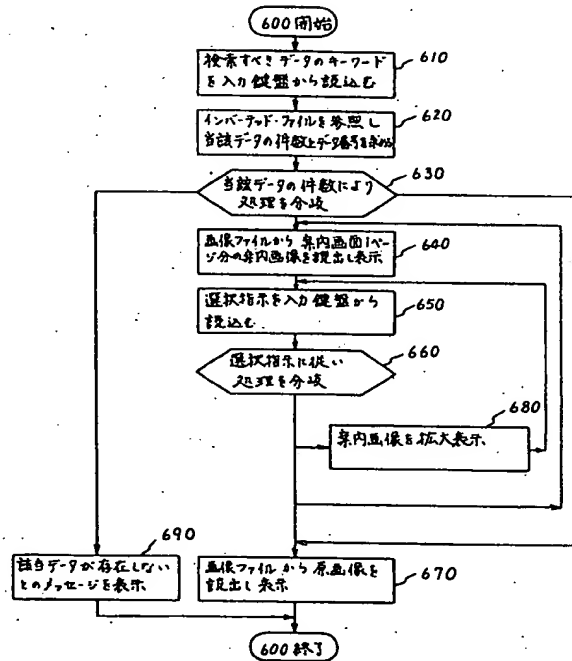 600 開始
検索すべきデータのキーワード
を入力鍵盤から読込む
610
インバーテッド・ファイルを参照し
当該データの件数とデータ番号を求める
620
当該データの件数により
処理を分岐
630
画像ファイルから案内画面1ペー
ジ分の案内画像を読出し表示
640
選択指示を入力鍵盤から
読込む
650
選択指示に従い
処理を分岐
660
680
案内画像を拡大表示
690
該当データが存在しない
とのメッセージを表示
画像ファイルから原画像を
読出し表示
670
600 終了